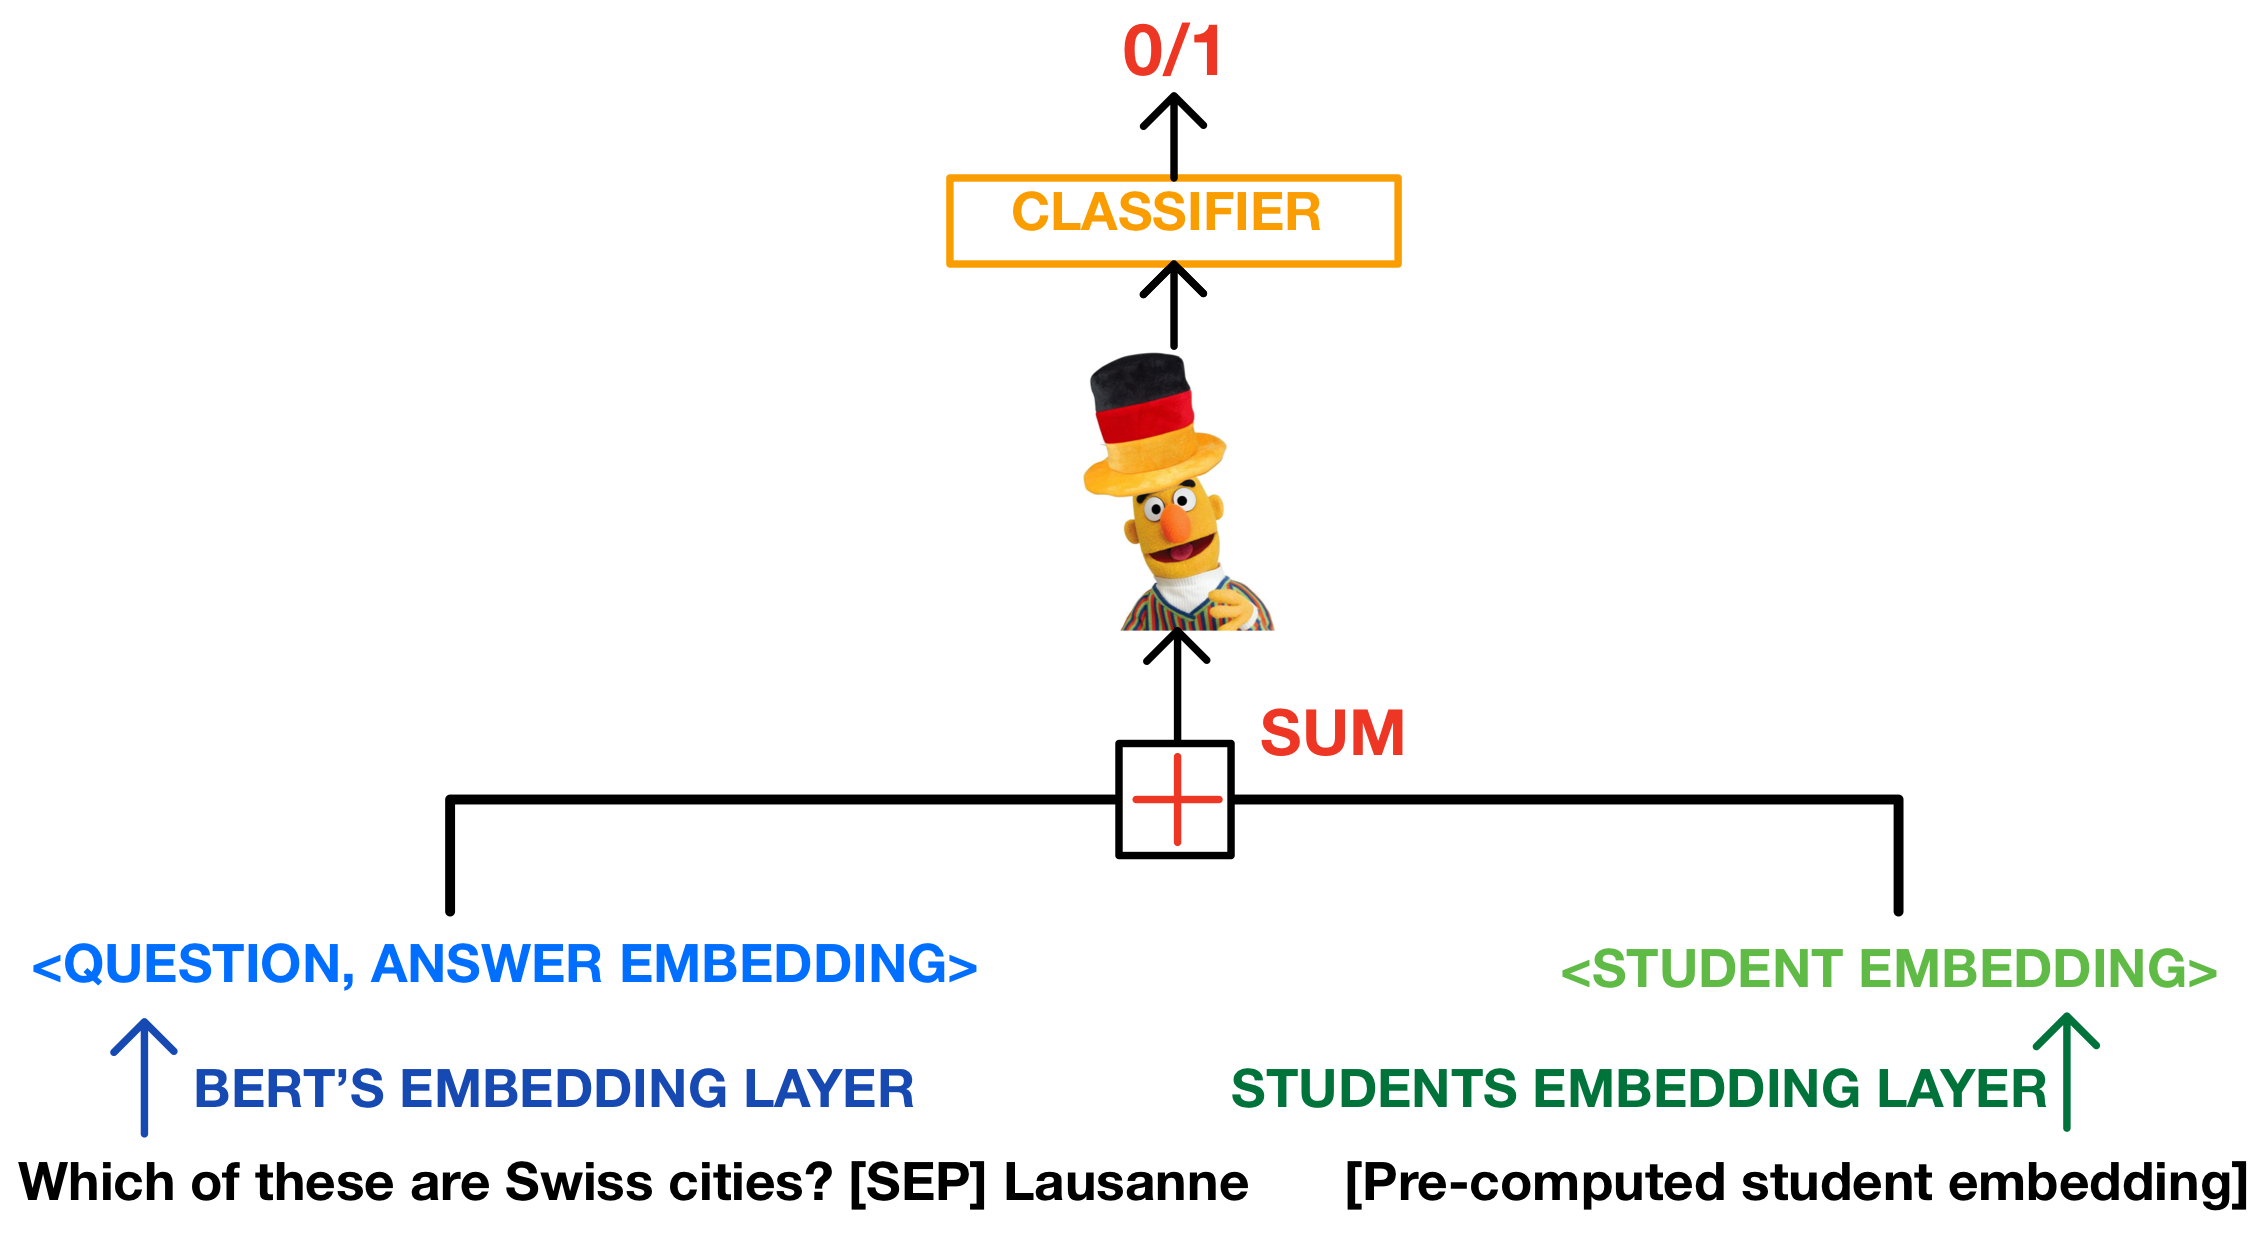 0/1
CLASSIFIER
SUM
<QUESTION, ANSWER EMBEDDING>
<STUDENT EMBEDDING>
BERT’S EMBEDDING LAYER
STUDENTS EMBEDDING LAYER
Which of these are Swiss cities? [SEP] Lausanne
[Pre-computed student embedding]